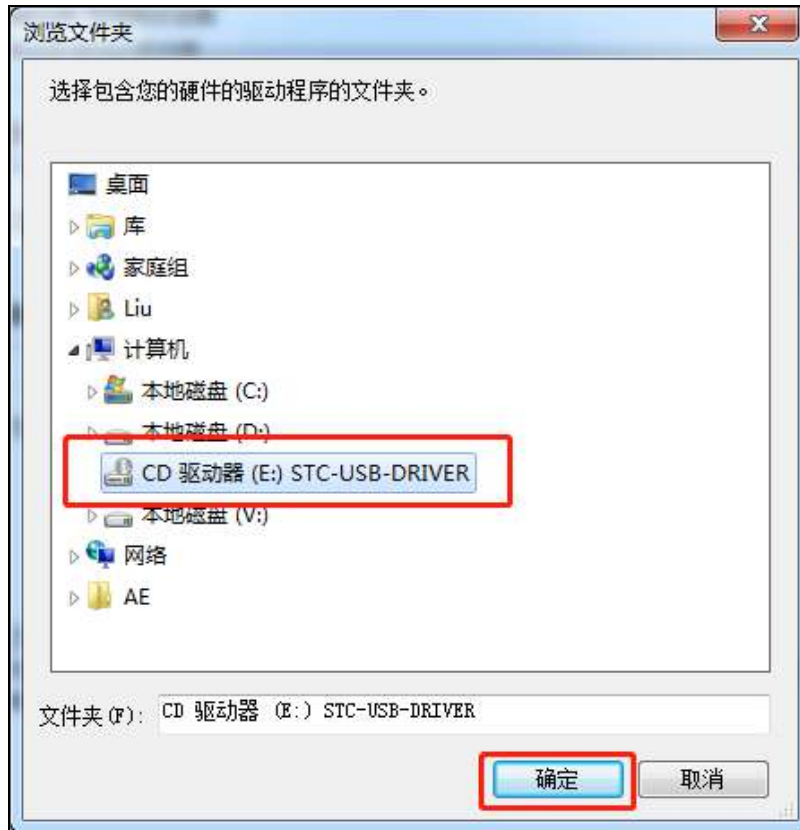 浏览文件夹
选择包含您的硬件的驱动程序的文件夹。
桌面
库
家庭组
Liu
计算机
本地磁盘 (C:)
本地磁盘 (D:)
CD 驱动器 (E:) STC-USB-DRIVER
本地磁盘 (V:)
网络
AE
文件夹(F): CD 驱动器 (E:) STC-USB-DRIVER
确定 取消